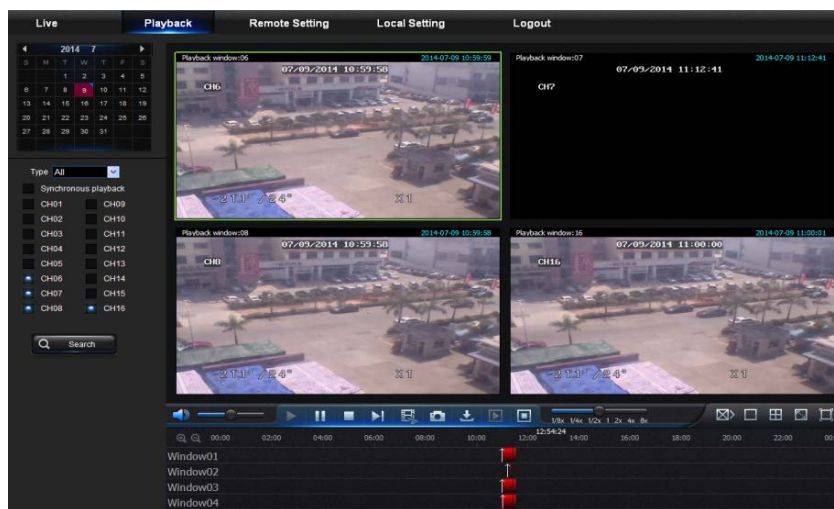 Live Playback Remote Setting Local Setting Logout
2014 7
S M T W T F S
1 2 3 4 5
6 7 8 9 10 11 12
13 14 15 16 17 18 19
20 21 22 23 24 25 26
27 28 29 30 31
Type All
Synchronous playback
CH01 CH09
CH02 CH10
CH03 CH11
CH04 CH12
CH05 CH13
CH06 CH14
CH07 CH15
CH08 CH16
Search
Playback window:06 2014-07-09 10:59:59
07/09/2014 10:59:58
CH6
X1
Playback window:07 2014-07-09 11:12:41
07/09/2014 11:12:41
CH7
Playback window:08 2014-07-09 10:59:58
07/09/2014 10:59:58
CH8
X1
Playback window:16 2014-07-09 11:00:01
07/09/2014 11:00:00
CH16
X1
1/8x 1/4x 1/2x 1 2x 4x 8x
12:54:24
00:00 02:00 04:00 06:00 08:00 10:00 12:00 14:00 16:00 18:00 20:00 22:00
Window01
Window02
Window03
Window04